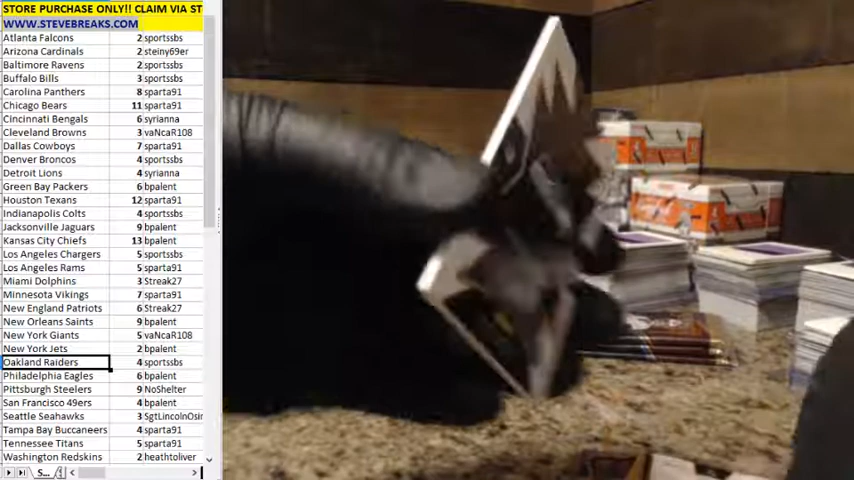 STORE PURCHASE ONLY!! CLAIM VIA ST
WWW.STEVEBREAKS.COM
Atlanta Falcons 2 sportssbs
Arizona Cardinals 2 steiny69er
Baltimore Ravens 2 sportssbs
Buffalo Bills 3 sportssbs
Carolina Panthers 8 sparta91
Chicago Bears 11 sparta91
Cincinnati Bengals 6 syrianna
Cleveland Browns 3 vaNcaR108
Dallas Cowboys 7 sparta91
Denver Broncos 4 sportssbs
Detroit Lions 4 syrianna
Green Bay Packers 6 bpalent
Houston Texans 12 sparta91
Indianapolis Colts 4 sportssbs
Jacksonville Jaguars 9 bpalent
Kansas City Chiefs 13 bpalent
Los Angeles Chargers 5 sportssbs
Los Angeles Rams 5 sparta91
Miami Dolphins 3 Streak27
Minnesota Vikings 7 sparta91
New England Patriots 6 Streak27
New Orleans Saints 9 bpalent
New York Giants 5 vaNcaR108
New York Jets 2 bpalent
Oakland Raiders 4 sportssbs
Philadelphia Eagles 6 bpalent
Pittsburgh Steelers 9 NoShelter
San Francisco 49ers 4 bpalent
Seattle Seahawks 3 SgtLincolnOsir
Tampa Bay Buccaneers 4 sparta91
Tennessee Titans 5 sparta91
Washington Redskins 2 heathtoliver
S...